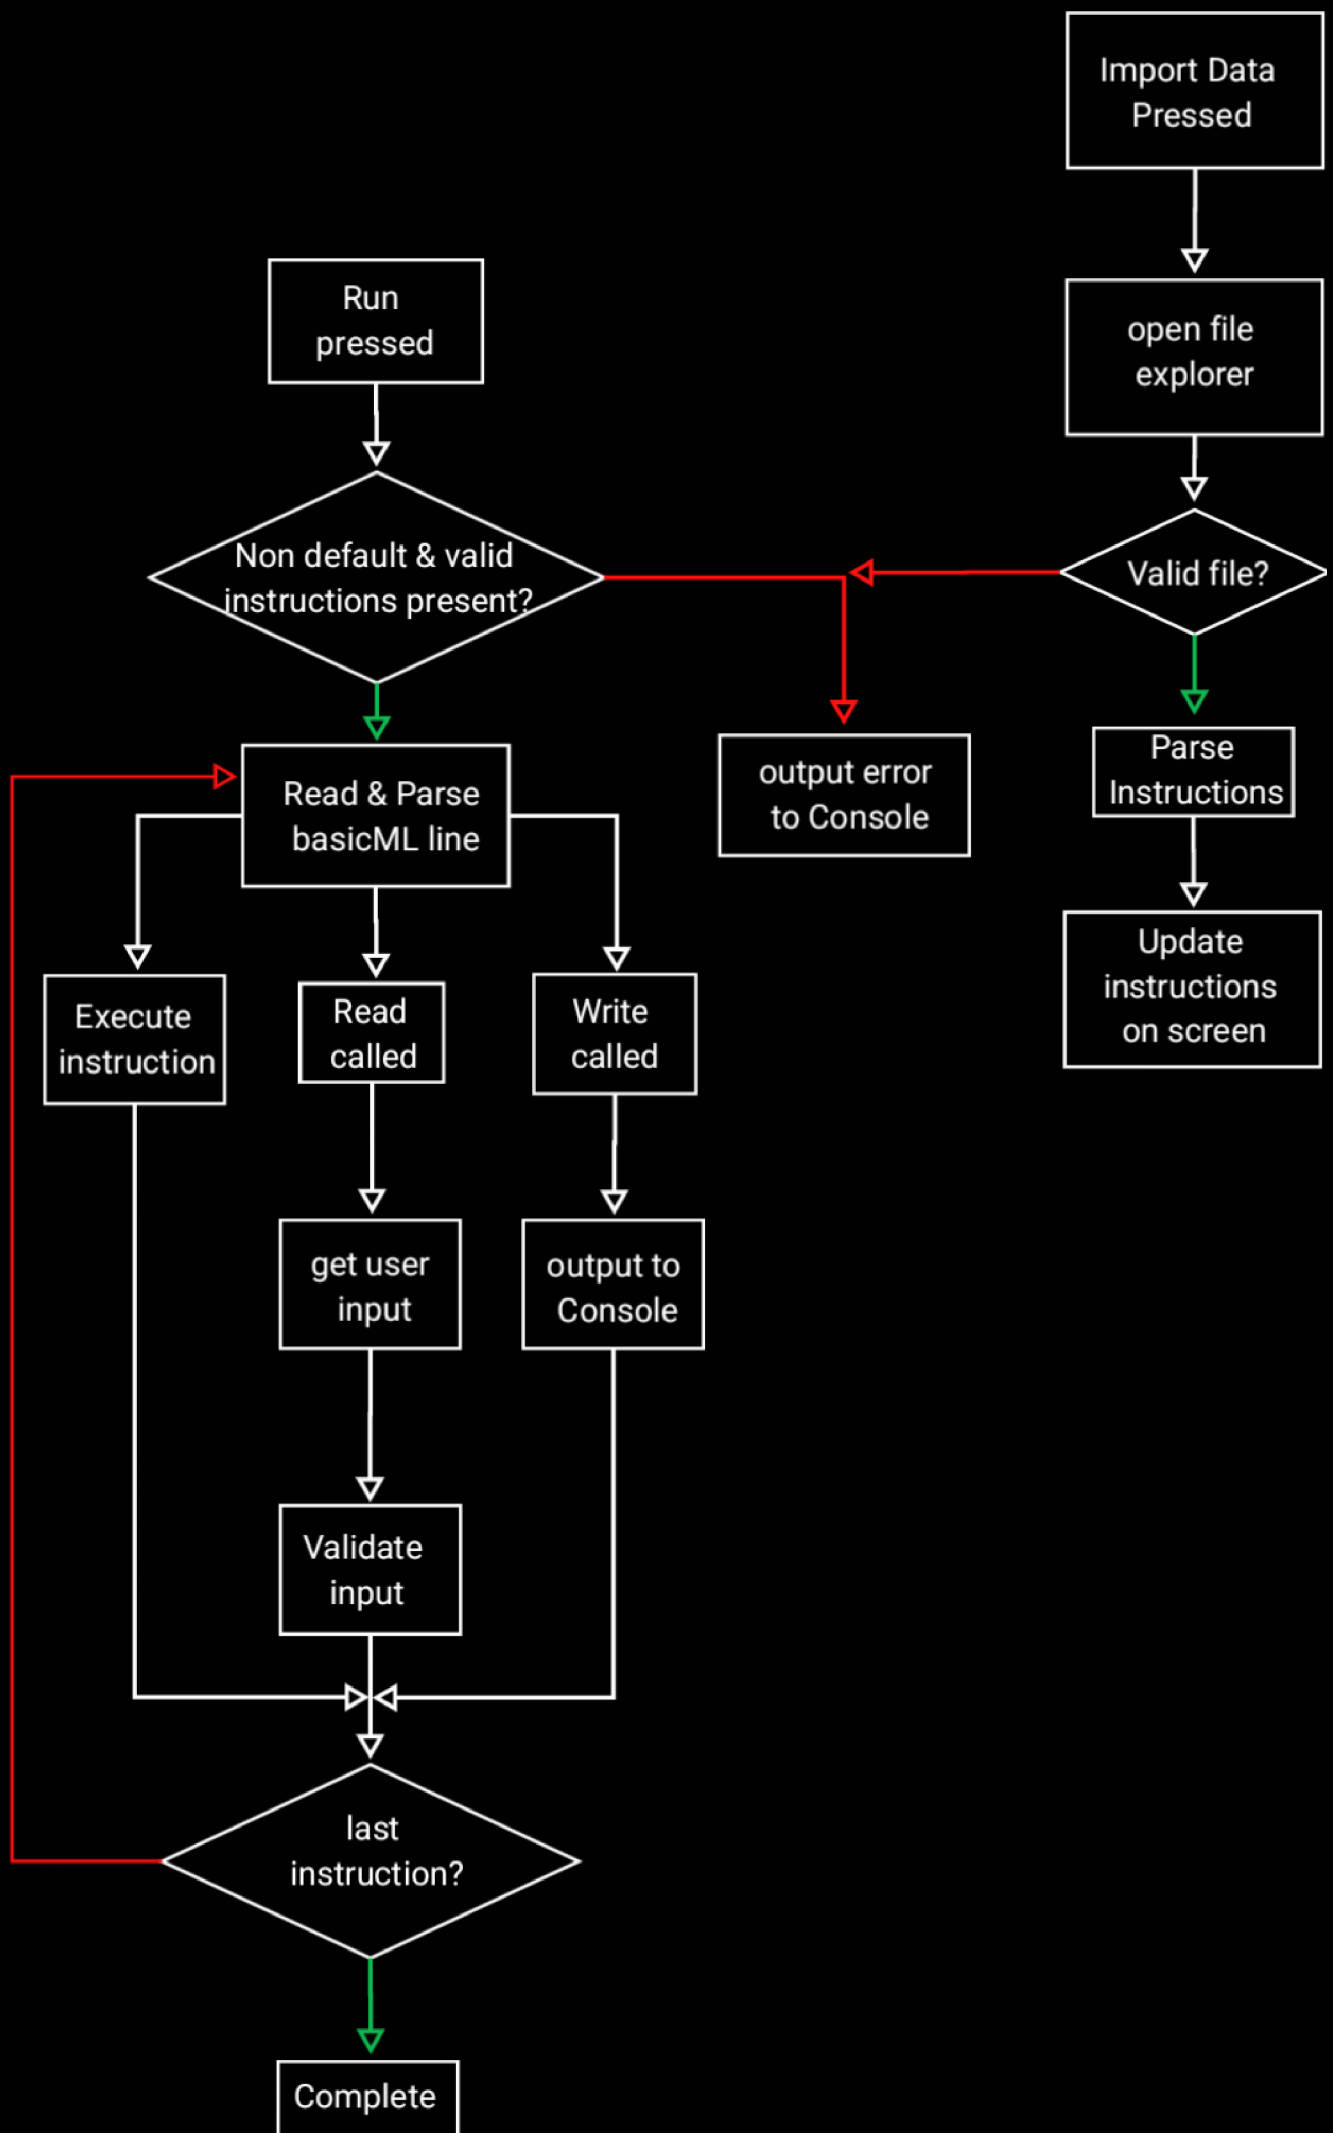 Import Data
Pressed
Run
pressed
open file
explorer
Non default & valid
instructions present?
Valid file?
Read & Parse
basicML line
output error
to Console
Parse
Instructions
Execute
instruction
Read
called
Write
called
Update
instructions
on screen
get user
input
output to
Console
Validate
input
last
instruction?
Complete